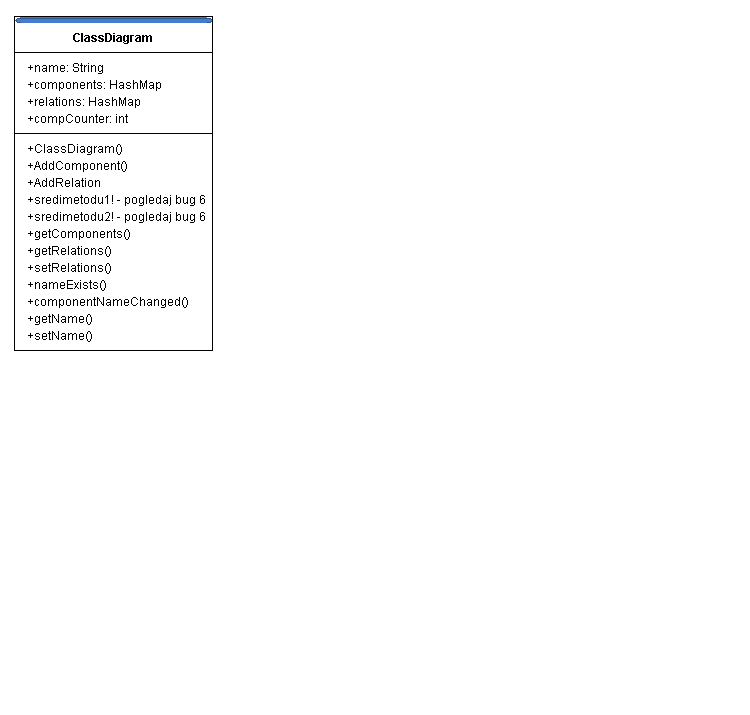 ClassDiagram
+name: String
+components: HashMap
+relations: HashMap
+compCounter: int
+ClassDiagram()
+AddComponent()
+AddRelation
+sredimetodu1! - pogledaj bug 6
+sredimetodu2! - pogledaj bug 6
+getComponents()
+getRelations()
+setRelations()
+nameExists()
+componentNameChanged()
+getName()
+setName()